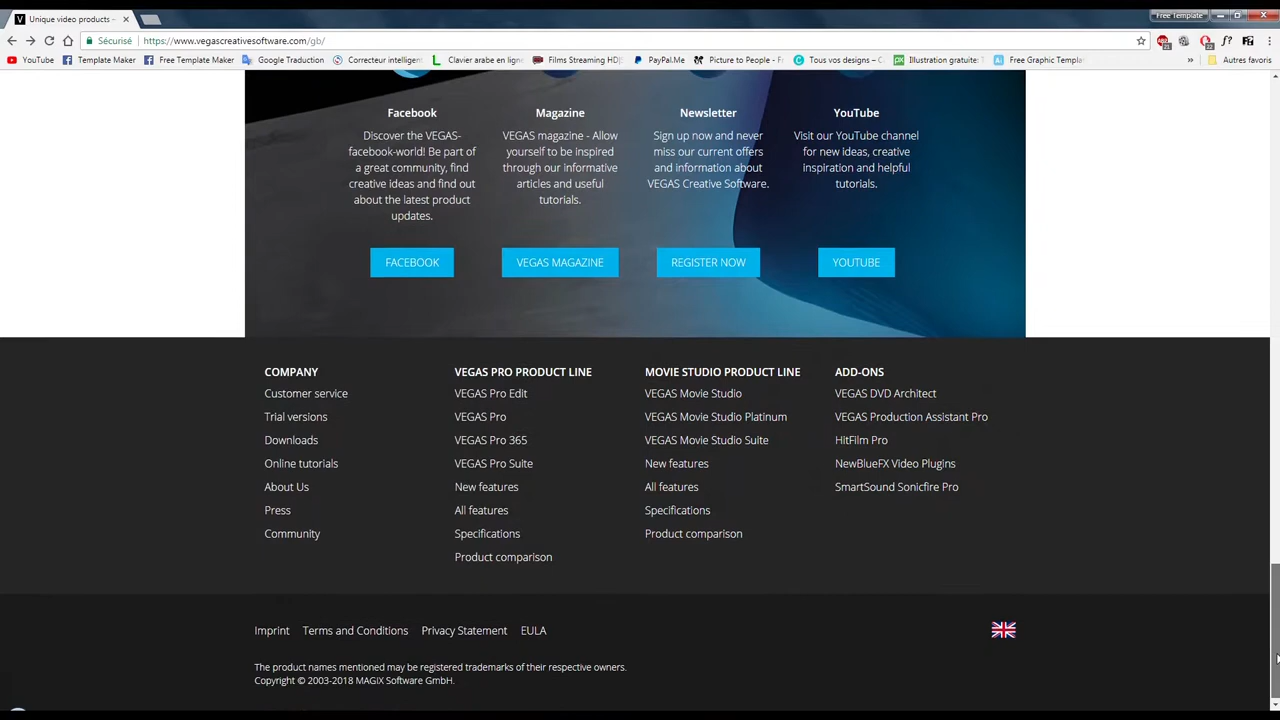 Unique video products –
Free Template
Sécurisé
https://www.vegascreativesoftware.com/gb/
YouTube
Template Maker
Free Template Maker
Google Traduction
Correcteur intelligent
Clavier arabe en ligne
Films Streaming HD
PayPal.Me
Picture to People - F
Tous vos designs – C
Illustration gratuite:
Free Graphic Templa
»
Autres favoris
Facebook
Discover the VEGAS-
facebook-world! Be part of
a great community, find
creative ideas and find out
about the latest product
updates.
FACEBOOK
Magazine
VEGAS magazine - Allow
yourself to be inspired
through our informative
articles and useful
tutorials.
VEGAS MAGAZINE
Newsletter
Sign up now and never
miss our current offers
and information about
VEGAS Creative Software.
REGISTER NOW
YouTube
Visit our YouTube channel
for new ideas, creative
inspiration and helpful
tutorials.
YOUTUBE
COMPANY
Customer service
Trial versions
Downloads
Online tutorials
About Us
Press
Community
VEGAS PRO PRODUCT LINE
VEGAS Pro Edit
VEGAS Pro
VEGAS Pro 365
VEGAS Pro Suite
New features
All features
Specifications
Product comparison
MOVIE STUDIO PRODUCT LINE
VEGAS Movie Studio
VEGAS Movie Studio Platinum
VEGAS Movie Studio Suite
New features
All features
Specifications
Product comparison
ADD-ONS
VEGAS DVD Architect
VEGAS Production Assistant Pro
HitFilm Pro
NewBlueFX Video Plugins
SmartSound Sonicfire Pro
Imprint
Terms and Conditions
Privacy Statement
EULA
The product names mentioned may be registered trademarks of their respective owners.
Copyright © 2003-2018 MAGIX Software GmbH.